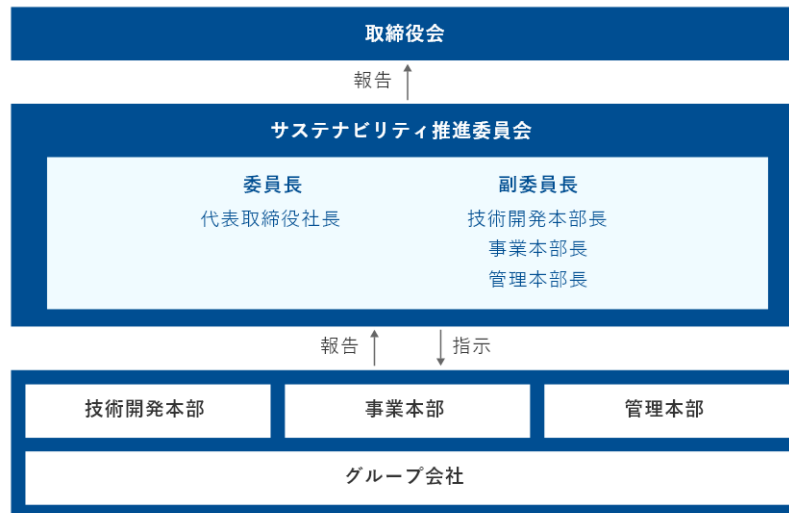 取締役会
報告
サステナビリティ推進委員会
委員長
代表取締役社長
副委員長
技術開発本部長
事業本部長
管理本部長
報告
指示
技術開発本部
事業本部
管理本部
グループ会社